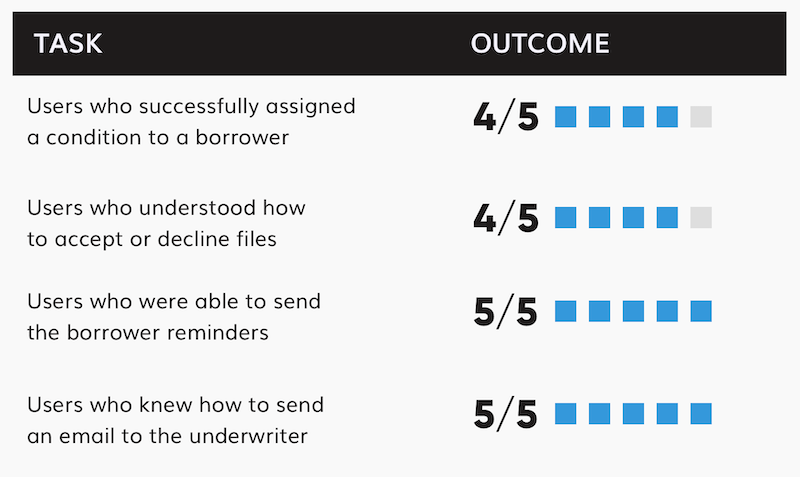 TASK OUTCOME
Users who successfully assigned
a condition to a borrower
4/5
Users who understood how
to accept or decline files
4/5
Users who were able to send
the borrower reminders
5/5
Users who knew how to send
an email to the underwriter
5/5